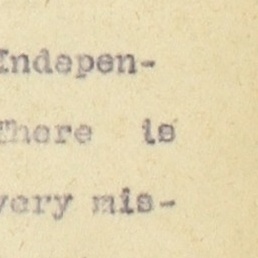 Indepen-
There is
very mis-